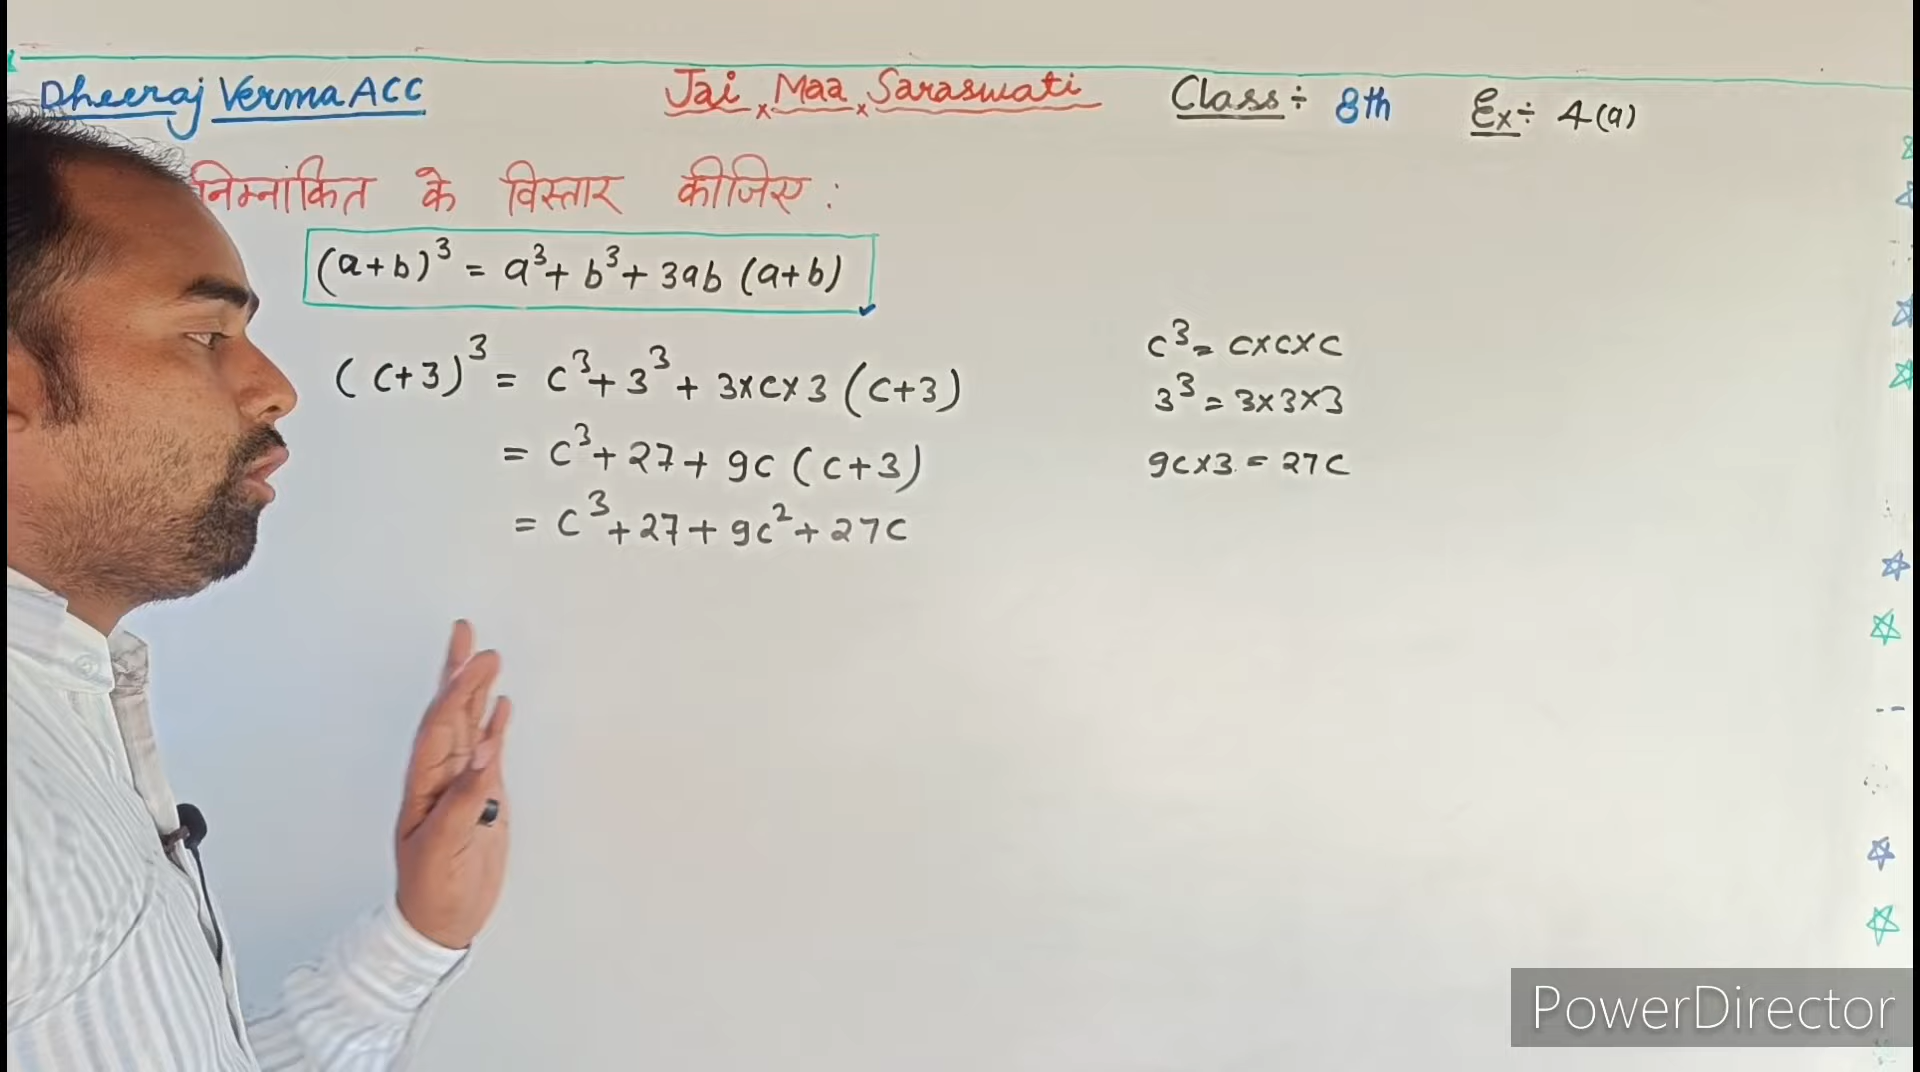 Dheeraj Verma ACC Jai × Maa × Saraswati Class÷ 8th Ex÷ 4(a)
निम्नांकित के विस्तार कीजिए :
(a+b)³ = a³+ b³+ 3ab (a+b)
(c+3)³ = c³+ 3³ + 3×c×3 (c+3)
= c³+ 27+ 9c (c+3)
= c³+27+ 9c²+27c
c³= c×c×c
3³ = 3×3×3
9c×3 = 27c
PowerDirector